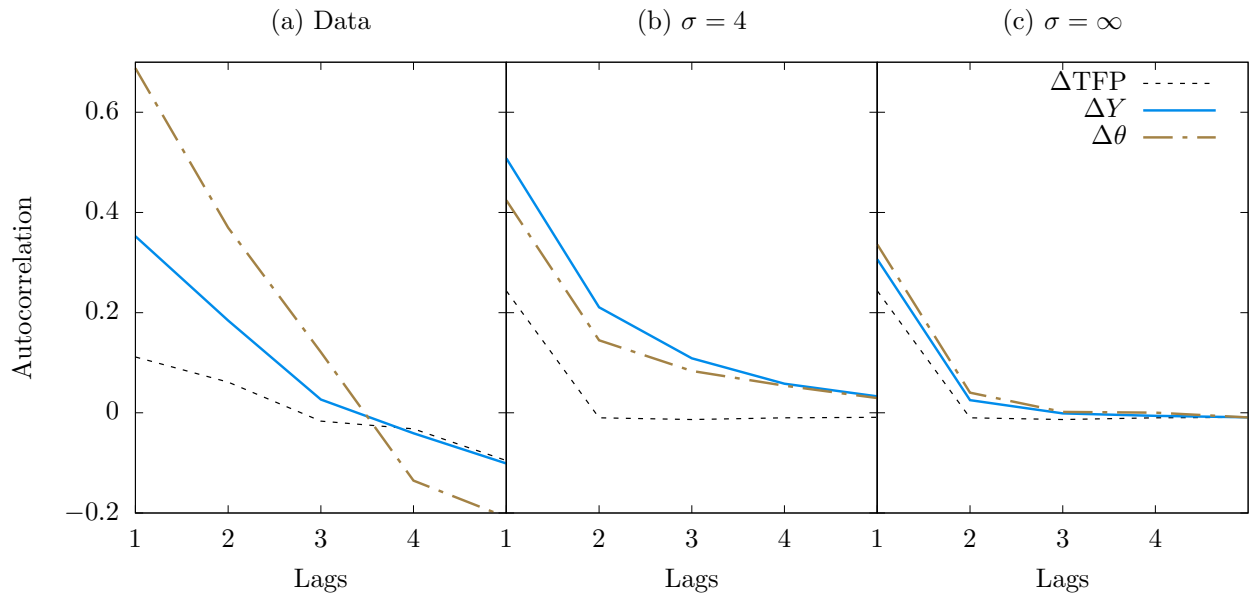 (a) Data
(b) σ = 4
(c) σ = ∞
ΔTFP
ΔY
Δθ
Autocorrelation
0.6
0.4
0.2
0
−0.2
1 2 3 4 1 2 3 4 1 2 3 4
Lags Lags Lags